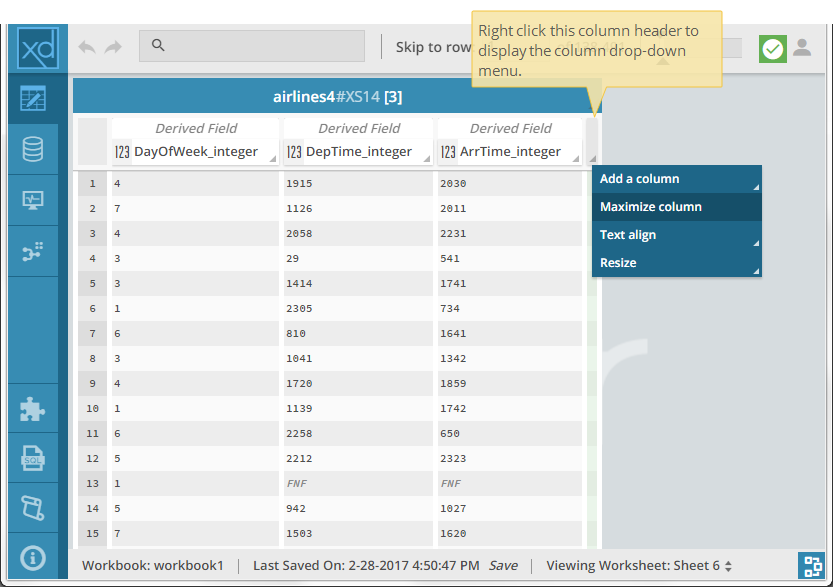 Right click this column header to
display the column drop-down
menu.
xd
Skip to row
airlines4#XS14 [3]
Derived Field Derived Field Derived Field
123 DayOfWeek_integer 123 DepTime_integer 123 ArrTime_integer
Add a column
Maximize column
Text align
Resize
1 4 1915 2030
2 7 1126 2011
3 4 2058 2231
4 3 29 541
5 3 1414 1741
6 1 2305 734
7 6 810 1641
8 3 1041 1342
9 4 1720 1859
10 1 1139 1742
11 6 2258 650
12 5 2212 2323
13 1 FNF FNF
14 5 942 1027
15 7 1503 1620
SQL
Workbook: workbook1 | Last Saved On: 2-28-2017 4:50:47 PM Save | Viewing Worksheet: Sheet 6